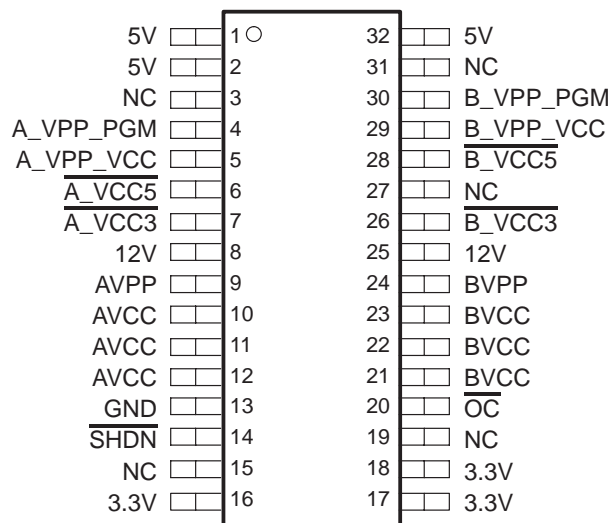 5V 1 32 5V
5V 2 31 NC
NC 3 30 B_VPP_PGM
A_VPP_PGM 4 29 B_VPP_VCC
A_VPP_VCC 5 28 B_VCC5
A_VCC5 6 27 NC
A_VCC3 7 26 B_VCC3
12V 8 25 12V
AVPP 9 24 BVPP
AVCC 10 23 BVCC
AVCC 11 22 BVCC
AVCC 12 21 BVCC
GND 13 20 OC
SHDN 14 19 NC
NC 15 18 3.3V
3.3V 16 17 3.3V